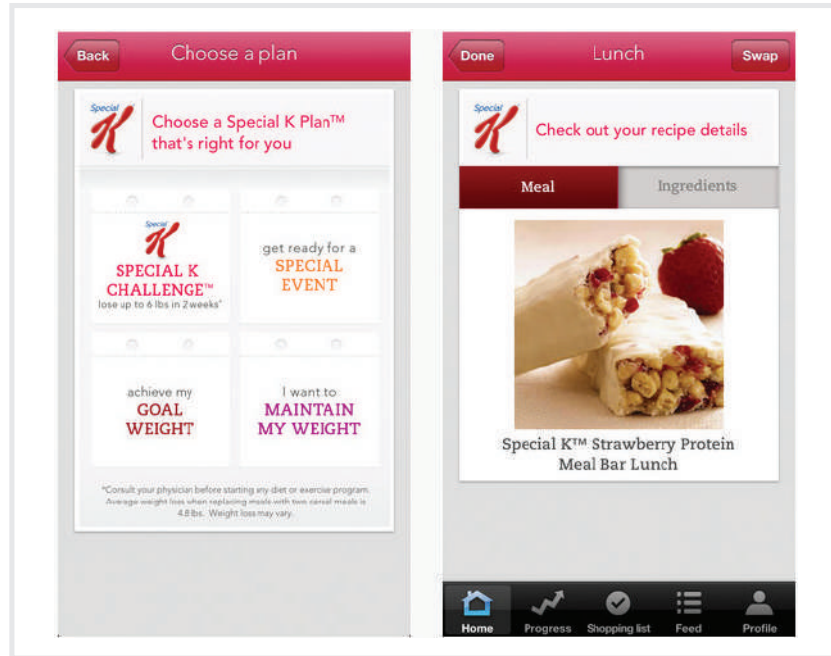 Back
Choose a plan
Special
K
Choose a Special K Plan™
that's right for you
Special
K
SPECIAL K
CHALLENGE™
lose up to 6 lbs in 2 weeks*
get ready for a
SPECIAL
EVENT
achieve my
GOAL
WEIGHT
I want to
MAINTAIN
MY WEIGHT
*Consult your physician before starting any diet or exercise program.
Average weight loss when replacing meals with two cereal meals is
4.8 lbs. Weight loss may vary.
Done
Lunch
Swap
Special
K
Check out your recipe details
Meal
Ingredients
Special K™ Strawberry Protein
Meal Bar Lunch
Home
Progress
Shopping list
Feed
Profile